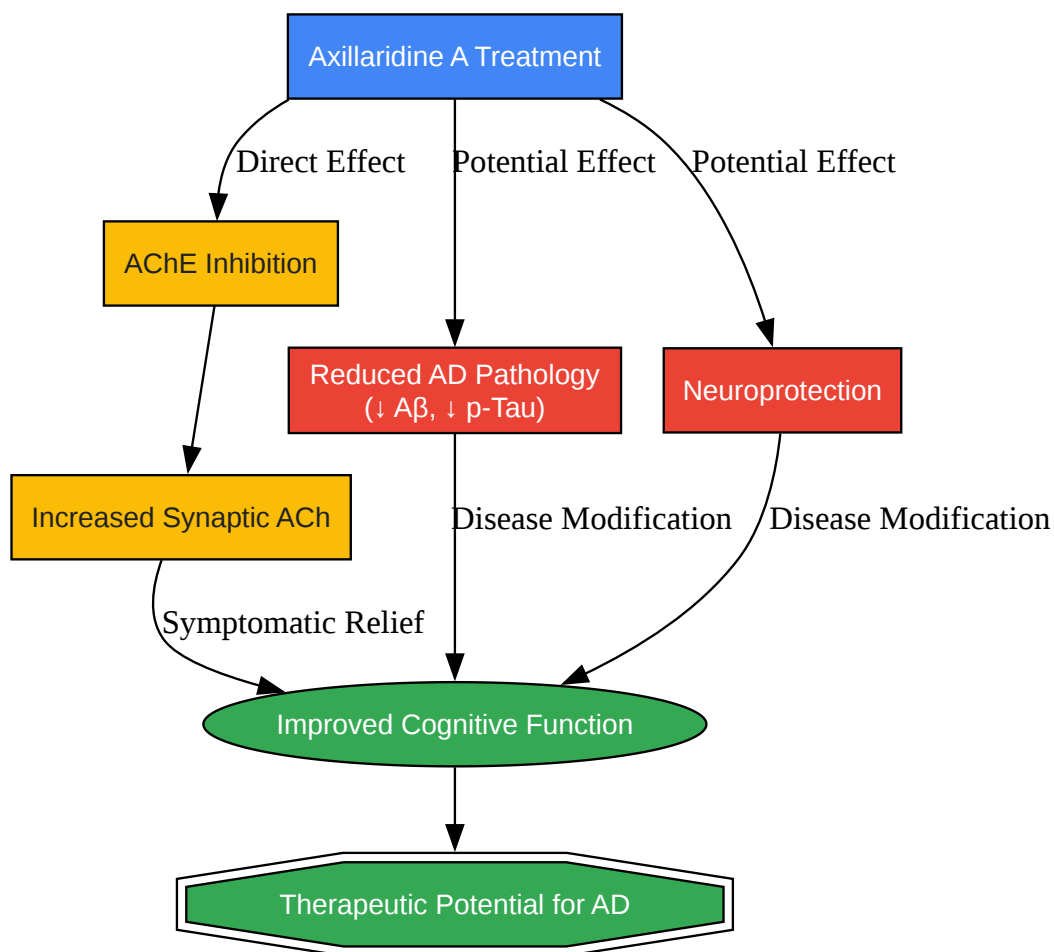 Axillaridine A Treatment
Direct Effect
Potential Effect
Potential Effect
AChE Inhibition
Reduced AD Pathology
(↓ Aβ, ↓ p-Tau)
Neuroprotection
Increased Synaptic ACh
Disease Modification
Disease Modification
Symptomatic Relief
Improved Cognitive Function
Therapeutic Potential for AD